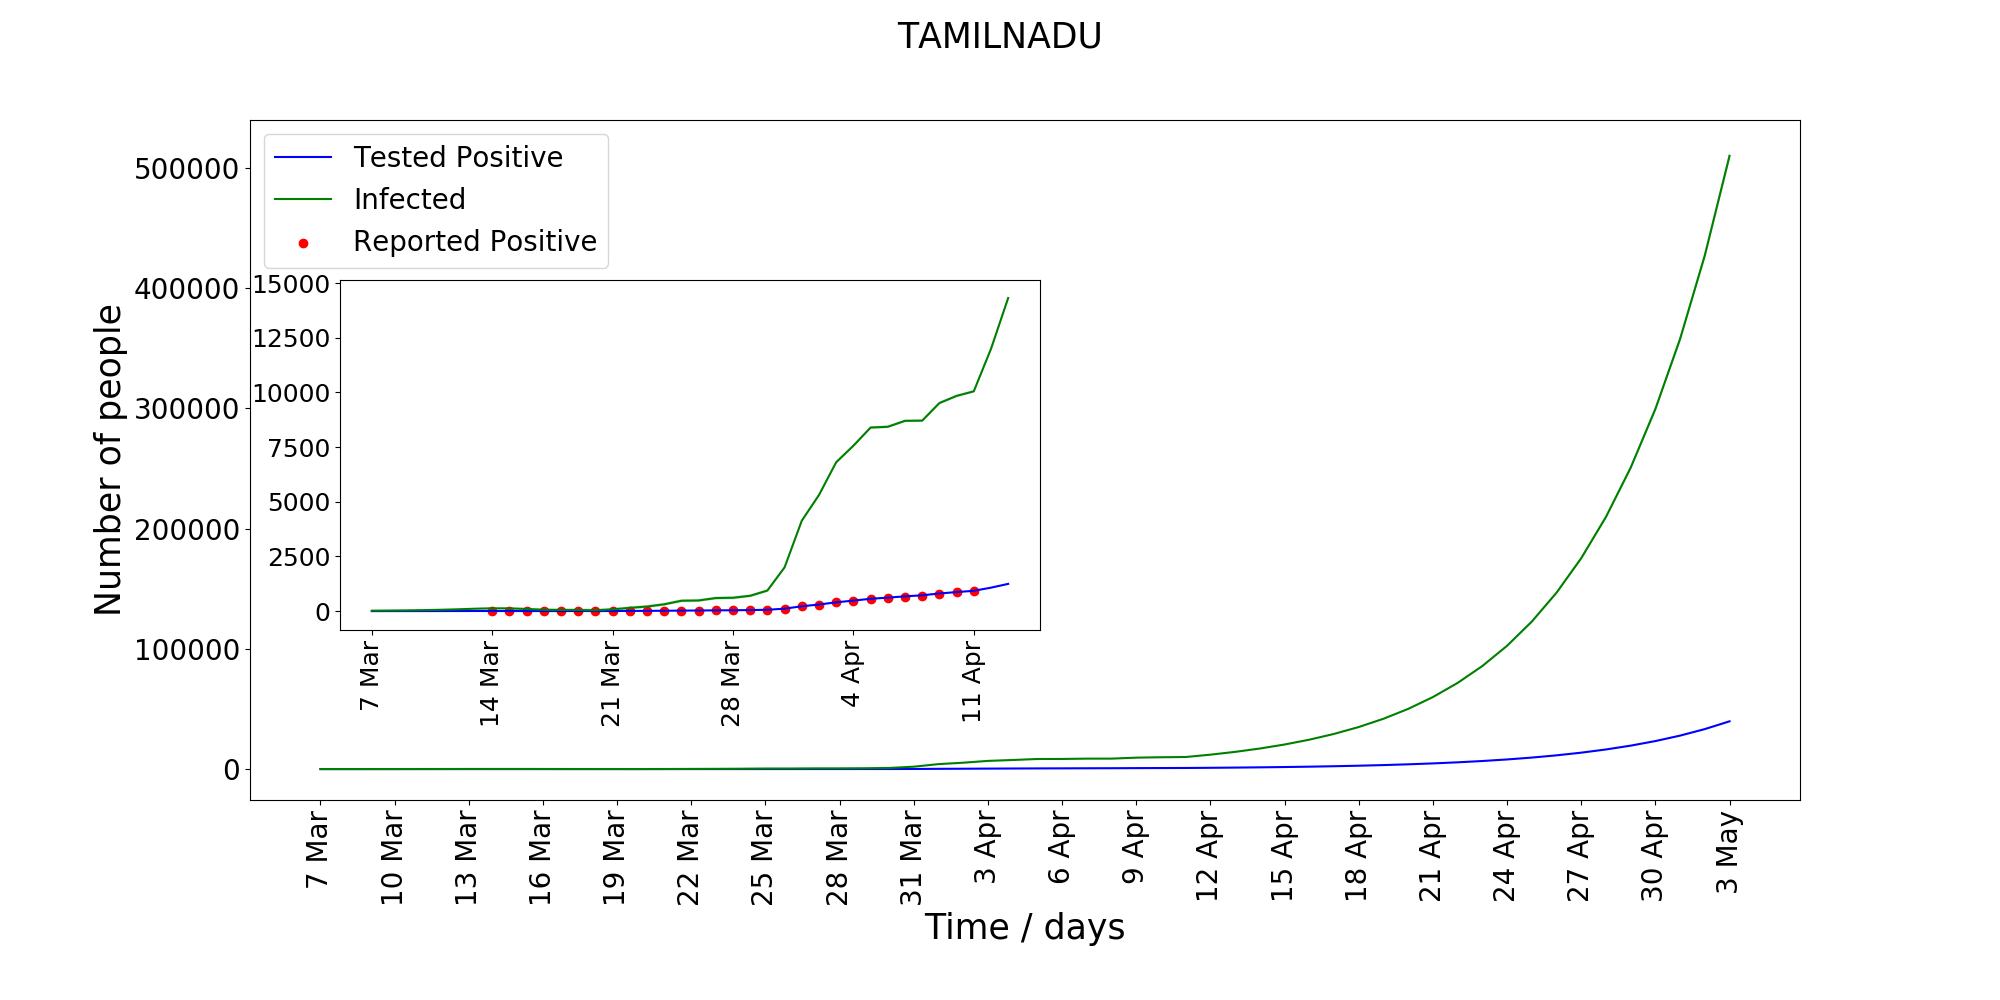 TAMILNADU
Tested Positive
Infected
Reported Positive
Number of people
500000
400000
300000
200000
100000
0
15000
12500
10000
7500
5000
2500
0
7 Mar
14 Mar
21 Mar
28 Mar
4 Apr
11 Apr
7 Mar
10 Mar
13 Mar
16 Mar
19 Mar
22 Mar
25 Mar
28 Mar
31 Mar
3 Apr
6 Apr
9 Apr
12 Apr
15 Apr
18 Apr
21 Apr
24 Apr
27 Apr
30 Apr
3 May
Time / days